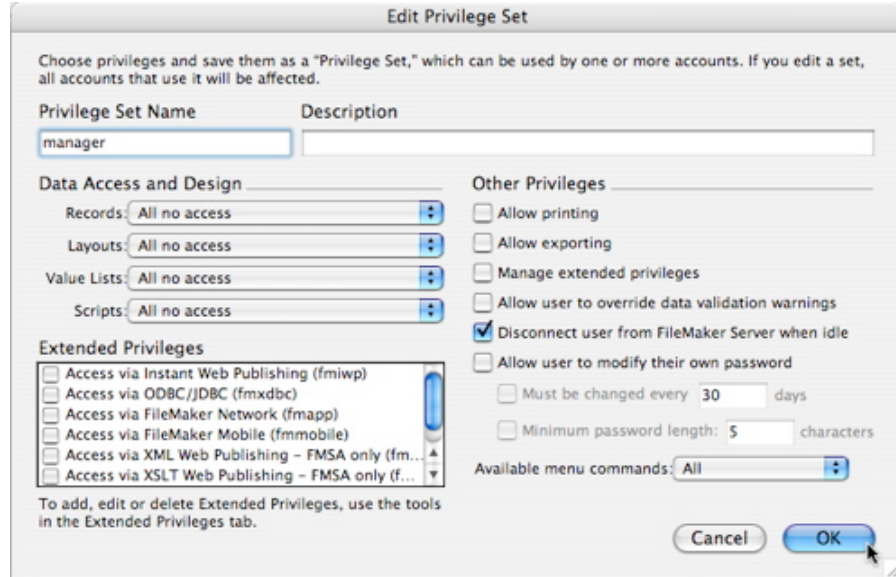 Edit Privilege Set
Choose privileges and save them as a “Privilege Set,” which can be used by one or more accounts. If you edit a set,
all accounts that use it will be affected.
Privilege Set Name
Description
manager
Data Access and Design
Records: All no access
Layouts: All no access
Value Lists: All no access
Scripts: All no access
Extended Privileges
Access via Instant Web Publishing (fmiwp)
Access via ODBC/JDBC (fmxdbc)
Access via FileMaker Network (fmapp)
Access via FileMaker Mobile (fmmobile)
Access via XML Web Publishing – FMSA only (fm...
Access via XSLT Web Publishing – FMSA only (f...
To add, edit or delete Extended Privileges, use the tools
in the Extended Privileges tab.
Other Privileges
Allow printing
Allow exporting
Manage extended privileges
Allow user to override data validation warnings
Disconnect user from FileMaker Server when idle
Allow user to modify their own password
Must be changed every 30 days
Minimum password length: 5 characters
Available menu commands: All
Cancel
OK